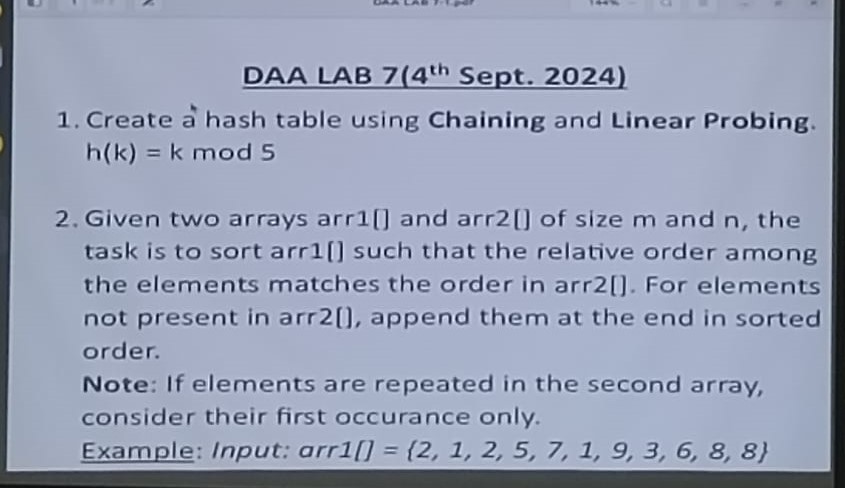 DAA LAB 7(4th Sept. 2024)
1. Create a hash table using Chaining and Linear Probing.
h(k) = k mod 5
2. Given two arrays arr1[] and arr2[] of size m and n, the
task is to sort arr1[] such that the relative order among
the elements matches the order in arr2[]. For elements
not present in arr2[], append them at the end in sorted
order.
Note: If elements are repeated in the second array,
consider their first occurance only.
Example: Input: arr1[] = {2, 1, 2, 5, 7, 1, 9, 3, 6, 8, 8}